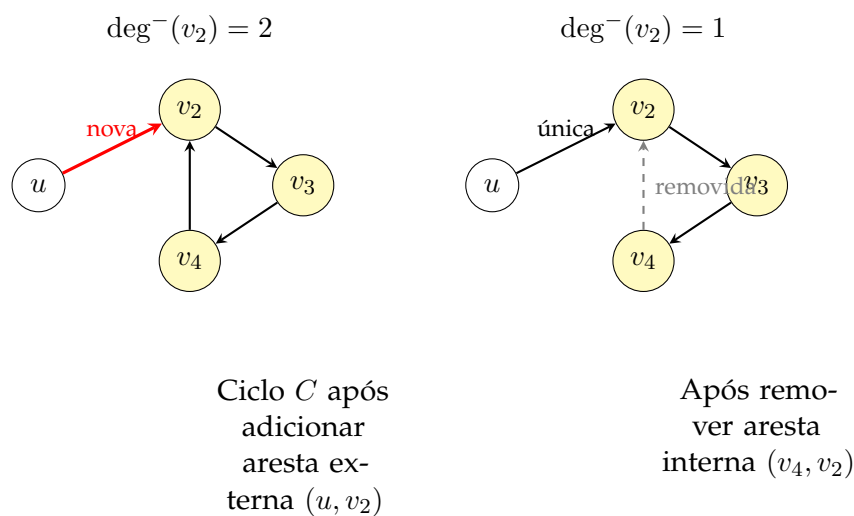 deg⁻(v₂) = 2
deg⁻(v₂) = 1
nova
u
v₂
v₃
v₄
única
u
v₂
removida
v₃
v₄
Ciclo C após
adicionar
aresta ex-
terna (u, v₂)
Após remo-
ver aresta
interna (v₄, v₂)